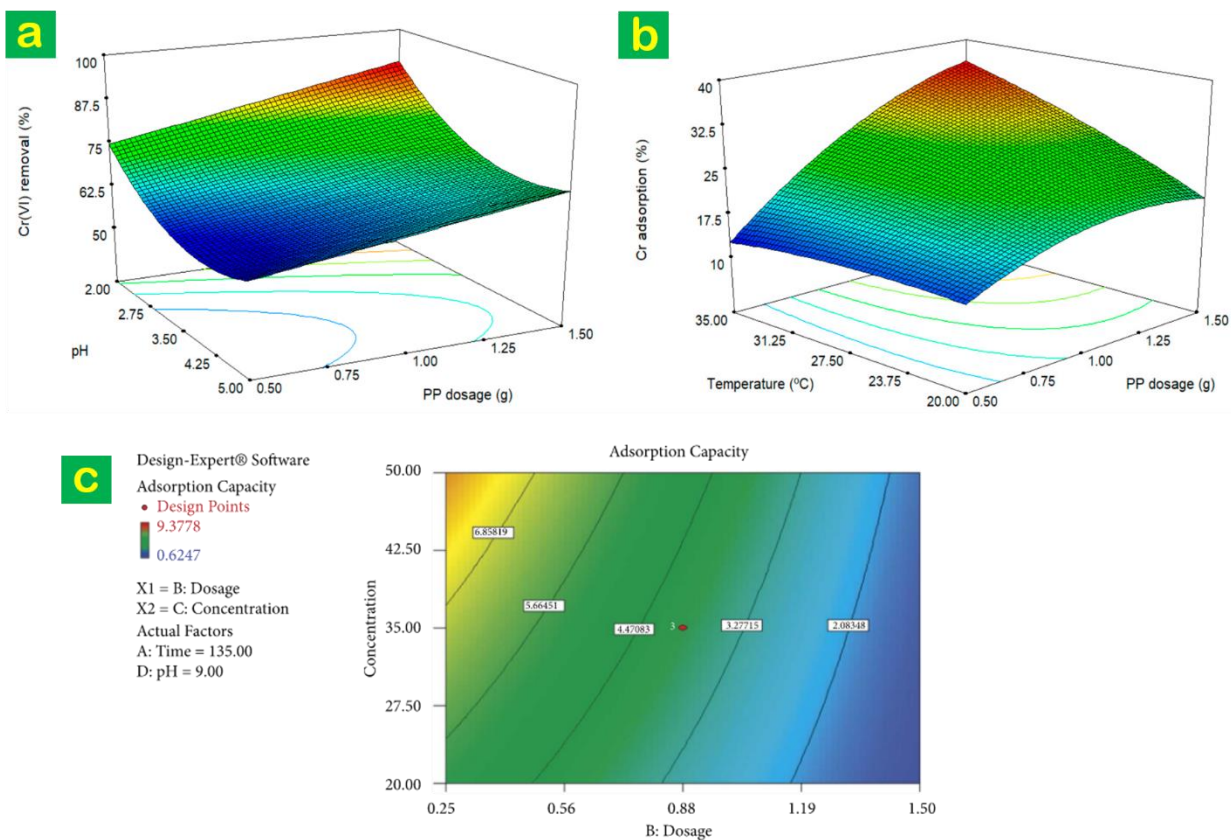 a
Cr(VI) removal (%)
100
87.5
75
62.5
50
2.00
2.75
3.50
4.25
5.00
pH
0.50
0.75
1.00
1.25
1.50
PP dosage (g)
b
Cr adsorption (%)
40
32.5
25
17.5
10
35.00
31.25
27.50
23.75
20.00
Temperature (ºC)
0.50
0.75
1.00
1.25
1.50
PP dosage (g)
c
Design-Expert® Software
Adsorption Capacity
Design Points
9.3778
0.6247
X1 = B: Dosage
X2 = C: Concentration
Actual Factors
A: Time = 135.00
D: pH = 9.00
Adsorption Capacity
Concentration
50.00
42.50
35.00
27.50
20.00
6.85819
5.66451
4.47083
3
3.27715
2.08348
0.25
0.56
0.88
1.19
1.50
B: Dosage